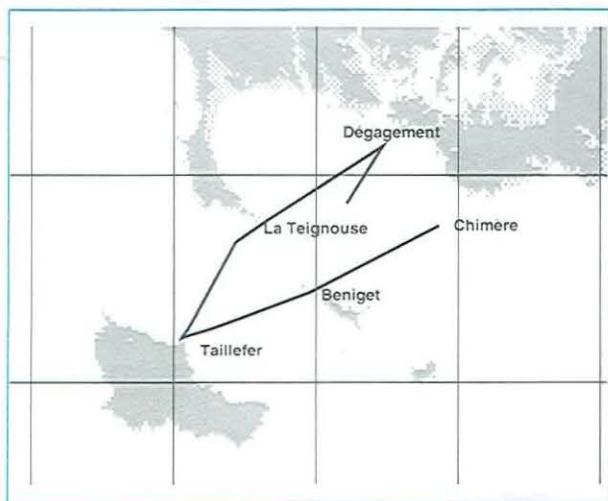 Dégagement
La Teignouse
Chimère
Beniget
Taillefer